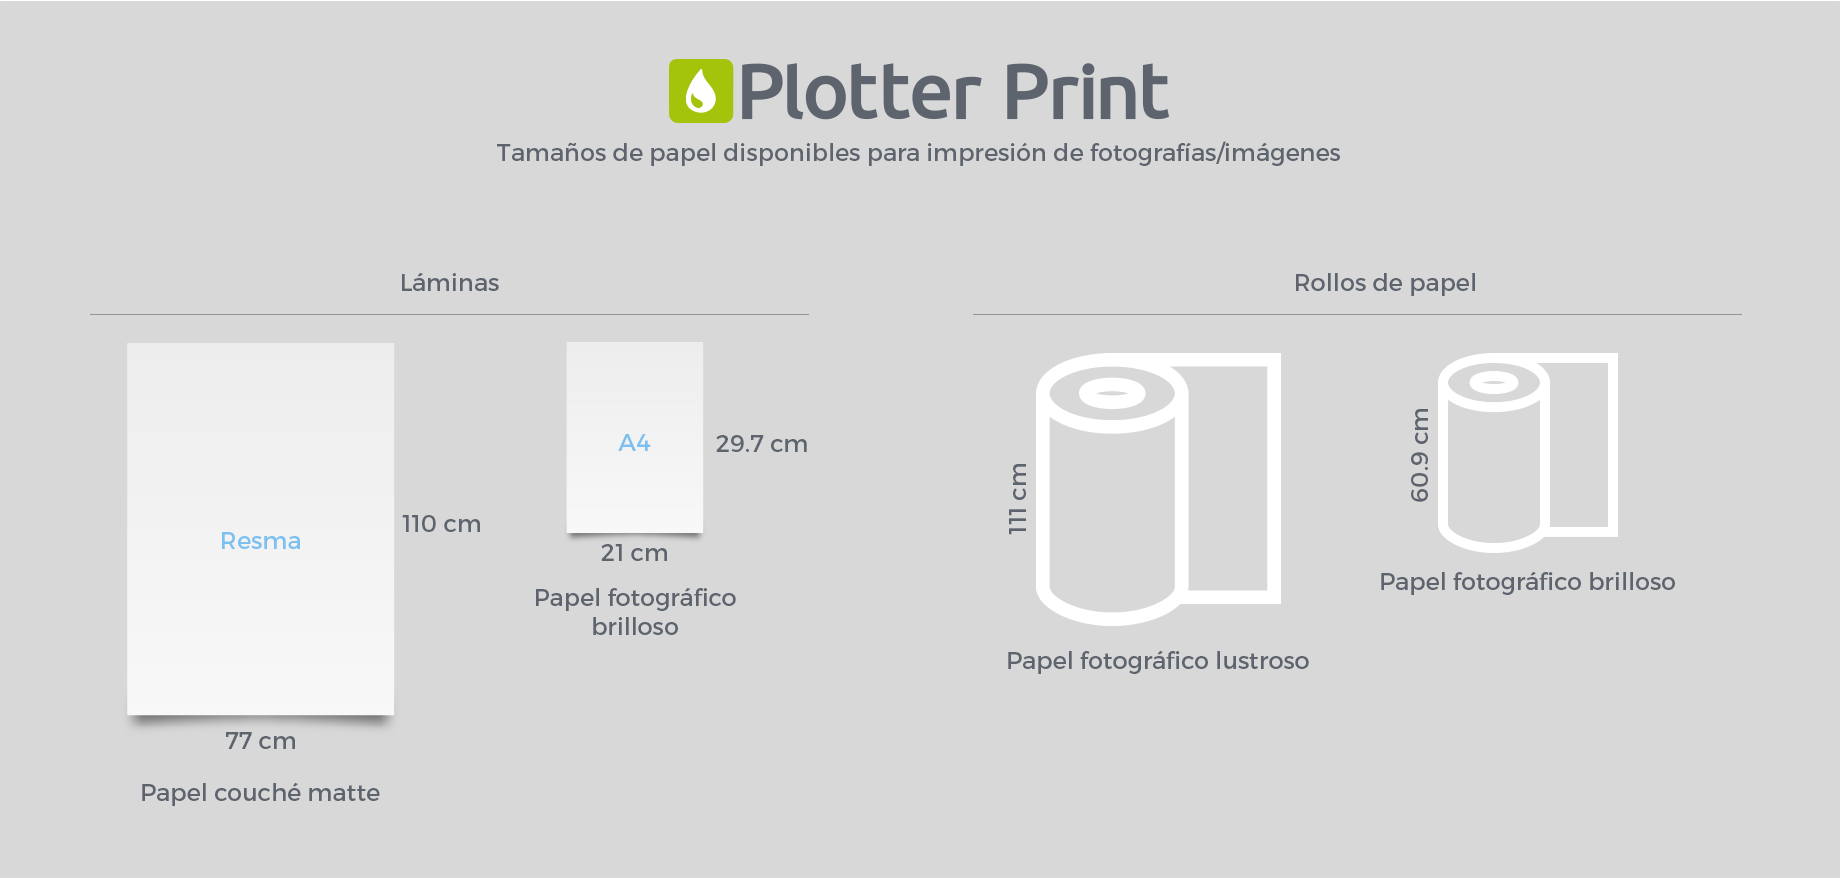 Plotter Print
Tamaños de papel disponibles para impresión de fotografías/imágenes
Láminas
Resma
110 cm
77 cm
Papel couché matte
A4
29.7 cm
21 cm
Papel fotográfico
brilloso
Rollos de papel
111 cm
Papel fotográfico lustroso
60.9 cm
Papel fotográfico brilloso